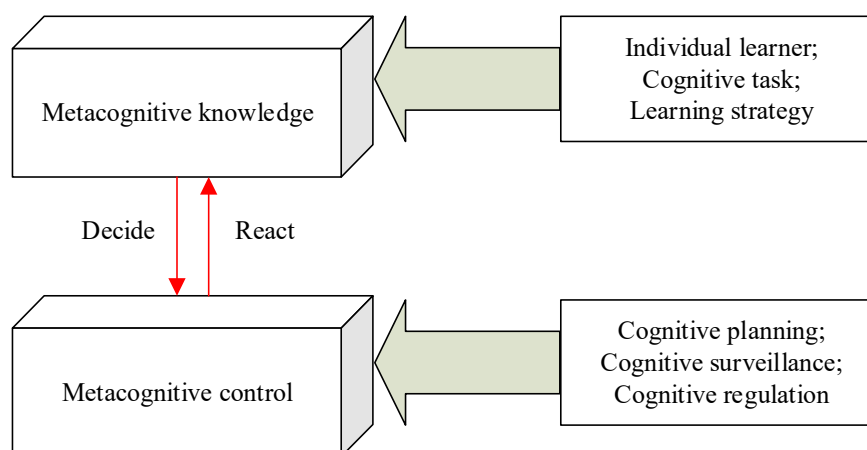 Metacognitive knowledge
Individual learner;
Cognitive task;
Learning strategy
Decide
React
Metacognitive control
Cognitive planning;
Cognitive surveillance;
Cognitive regulation